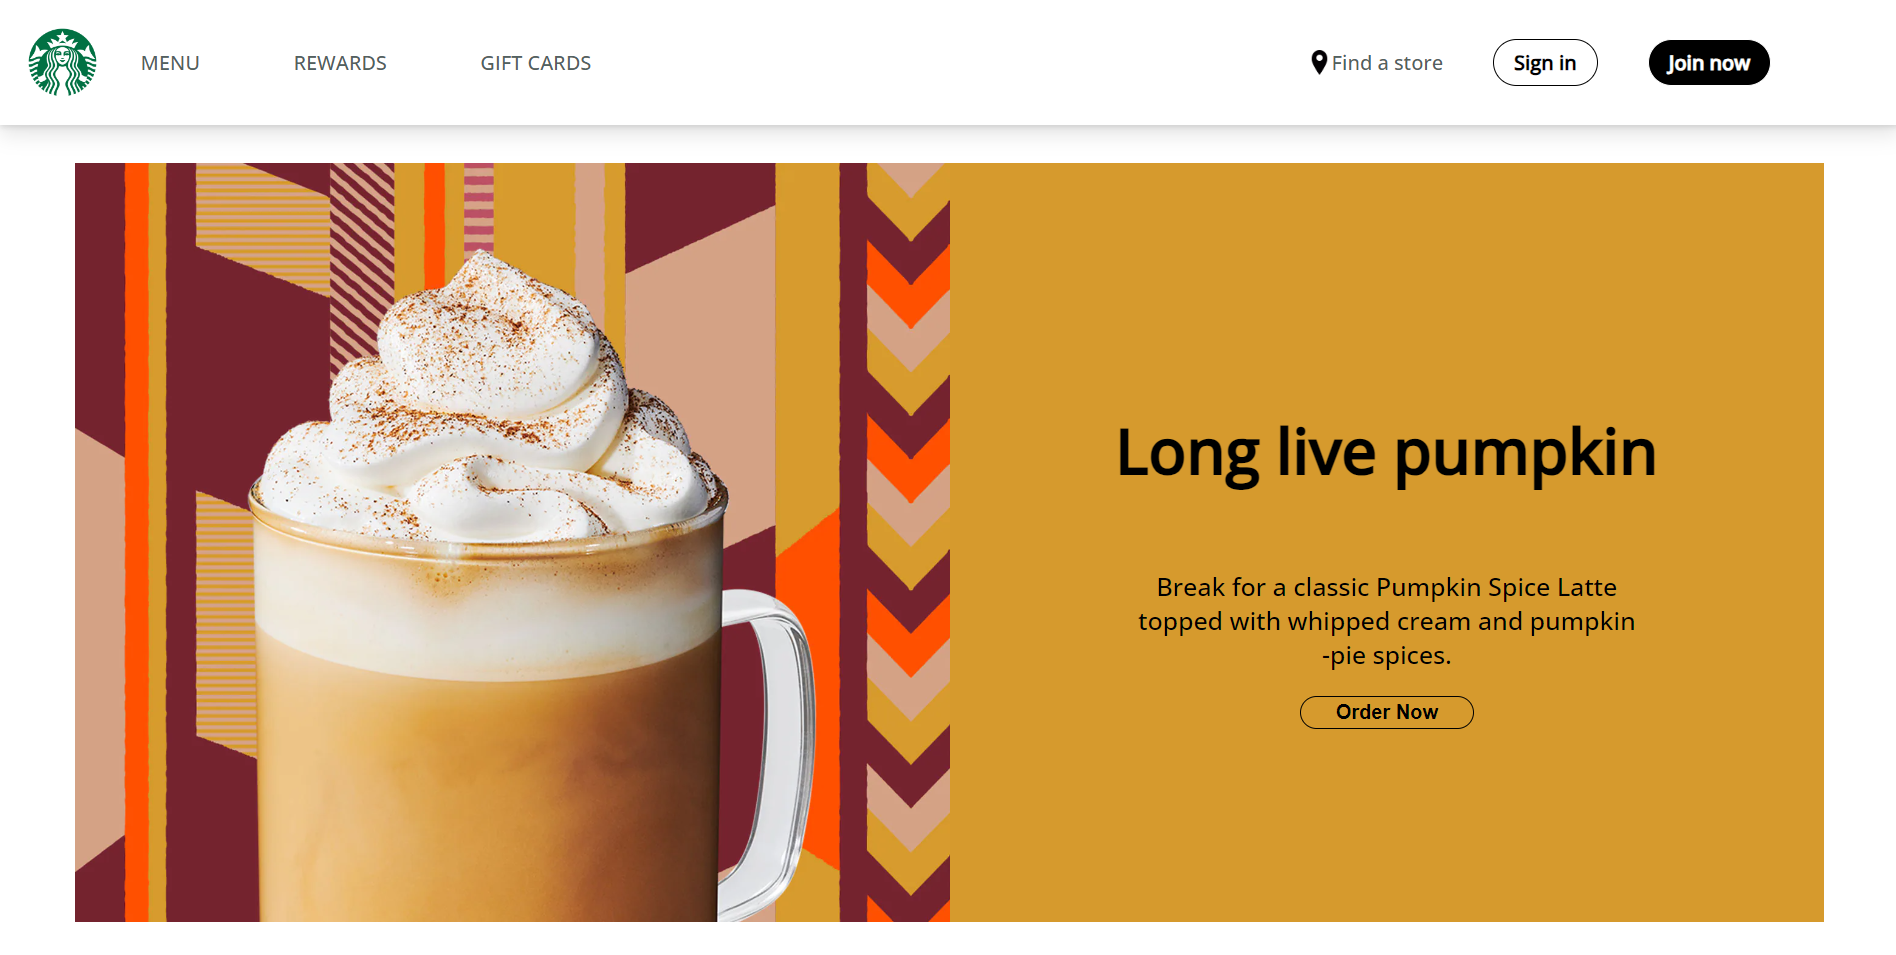 MENU
REWARDS
GIFT CARDS
Find a store
Sign in
Join now
Long live pumpkin
Break for a classic Pumpkin Spice Latte
topped with whipped cream and pumpkin
-pie spices.
Order Now